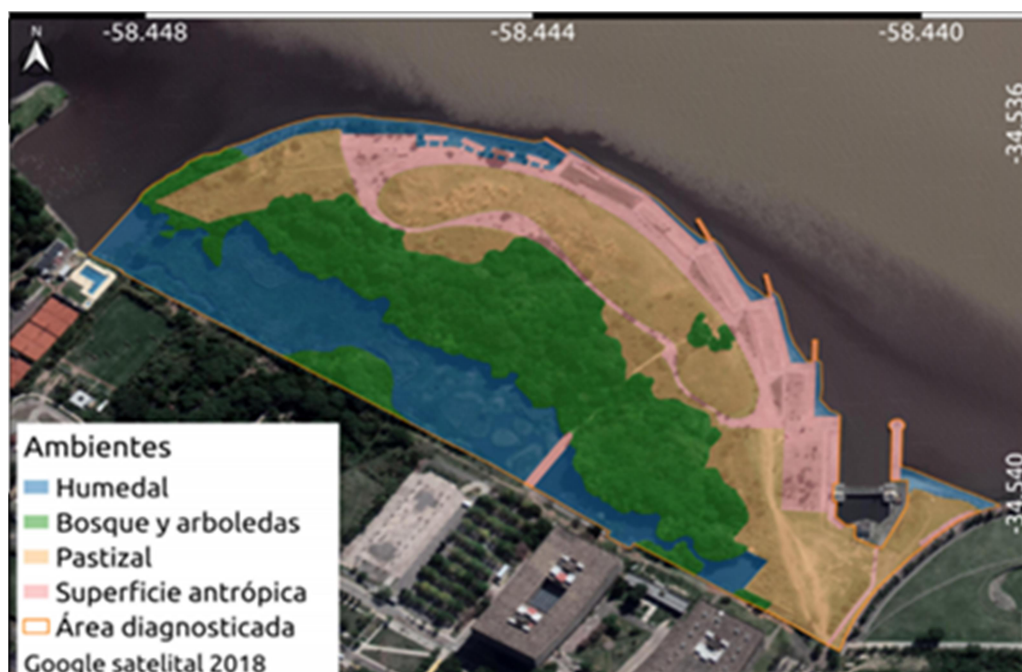 N
-58.448
-58.444
-58.440
-34.536
-34.540
Ambientes
Humedal
Bosque y arboledas
Pastizal
Superficie antrópica
Área diagnosticada
Google satelital 2018